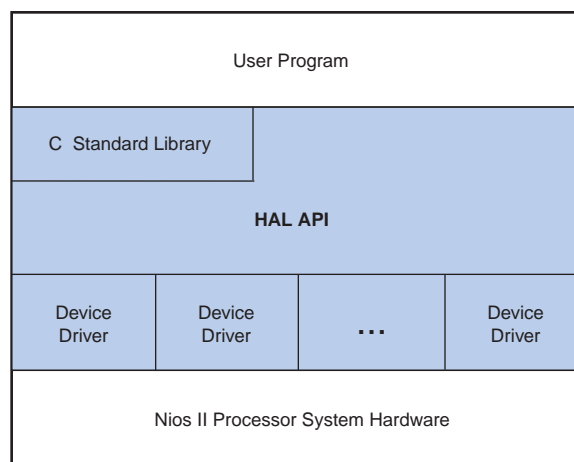 User Program
C Standard Library
HAL API
Device
Driver
Device
Driver
...
Device
Driver
Nios II Processor System Hardware